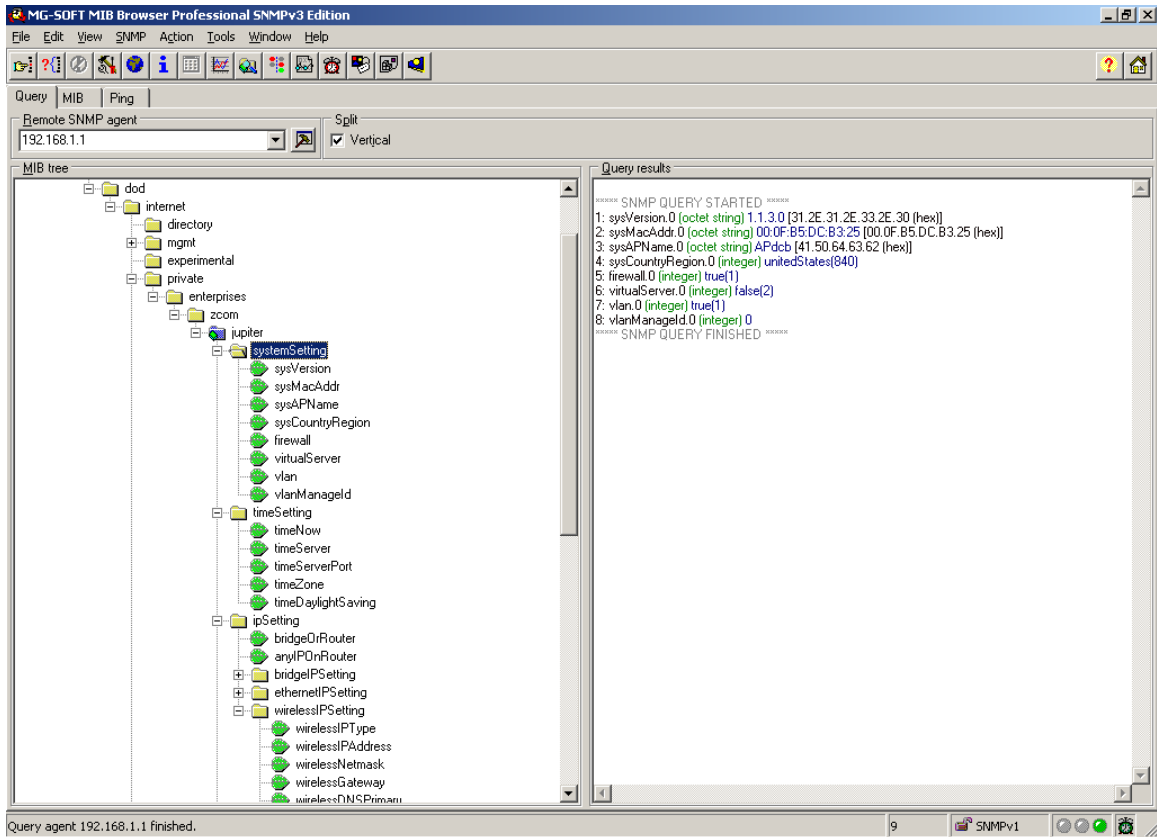 MG-SOFT MIB Browser Professional SNMPv3 Edition
File Edit View SNMP Action Tools Window Help
Query MIB Ping
Remote SNMP agent
Split
192.168.1.1
Vertical
MIB tree
Query results
dod
internet
directory
mgmt
experimental
private
enterprises
zcom
jupiter
systemSetting
sysVersion
sysMacAddr
sysAPName
sysCountryRegion
firewall
virtualServer
vlan
vlanManageId
timeSetting
timeNow
timeServer
timeServerPort
timeZone
timeDaylightSaving
ipSetting
bridgeOrRouter
anyIPOnRouter
bridgeIPSetting
ethernetIPSetting
wirelessIPSetting
wirelessIPType
wirelessIPAddress
wirelessNetmask
wirelessGateway
wirelessDNSPrimary
***** SNMP QUERY STARTED *****
1: sysVersion.0 (octet string) 1.1.3.0 [31.2E.31.2E.33.2E.30 (hex)]
2: sysMacAddr.0 (octet string) 00:0F:B5:DC:B3:25 [00.0F.B5.DC.B3.25 (hex)]
3: sysAPName.0 (octet string) APdcb [41.50.64.63.62 (hex)]
4: sysCountryRegion.0 (integer) unitedStates(840)
5: firewall.0 (integer) true(1)
6: virtualServer.0 (integer) false(2)
7: vlan.0 (integer) true(1)
8: vlanManageId.0 (integer) 0
***** SNMP QUERY FINISHED *****
Query agent 192.168.1.1 finished.
9
SNMPv1